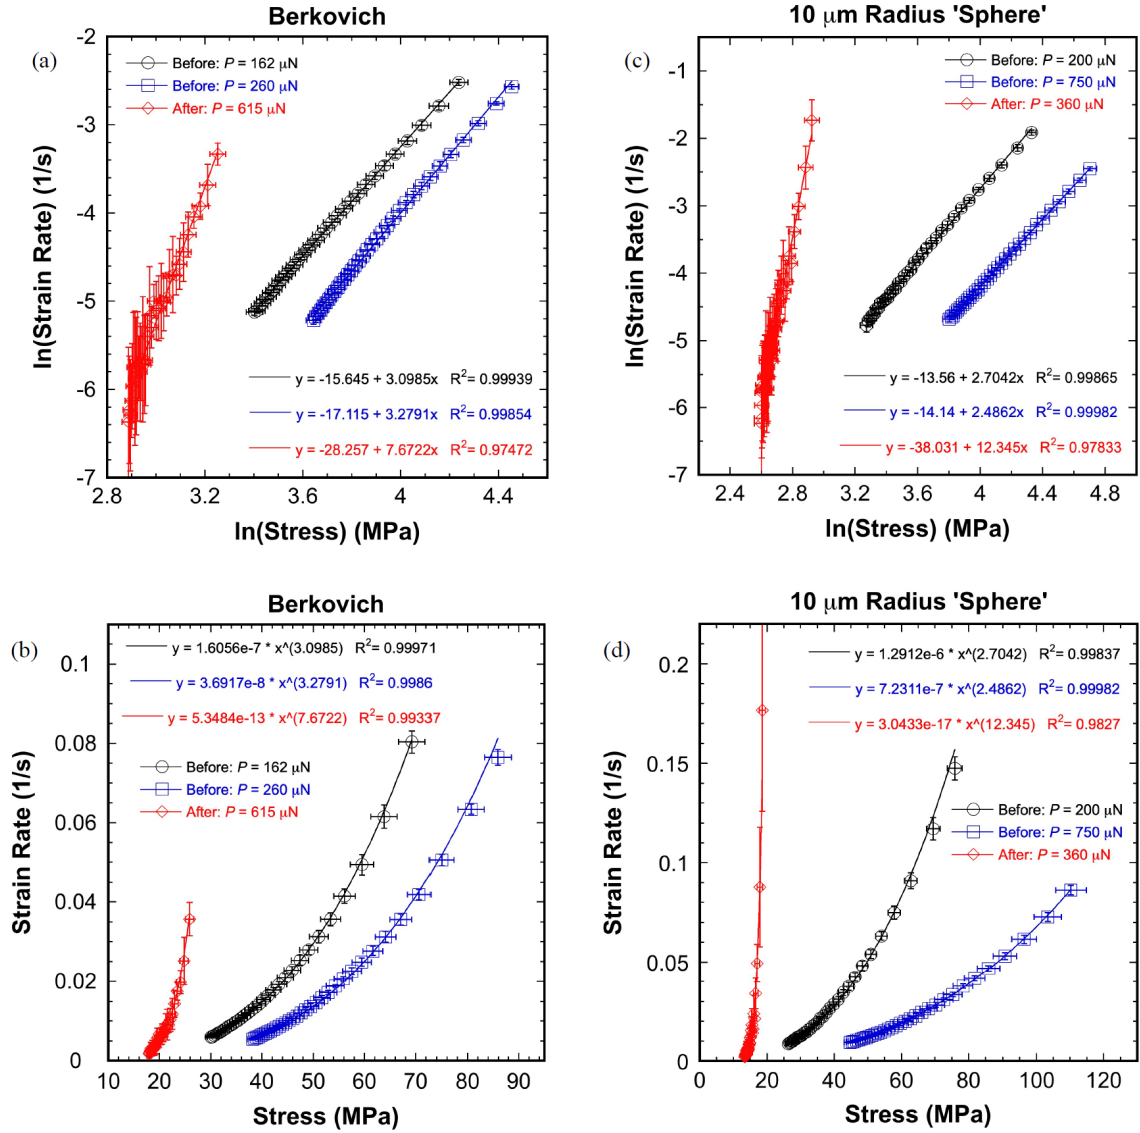 Berkovich
(a)
Before: P = 162 μN
Before: P = 260 μN
After: P = 615 μN
y = -15.645 + 3.0985x R²= 0.99939
y = -17.115 + 3.2791x R²= 0.99854
y = -28.257 + 7.6722x R²= 0.97472
-2
-3
-4
-5
-6
-7
2.8
3.2
3.6
4
4.4
ln(Strain Rate) (1/s)
ln(Stress) (MPa)
10 μm Radius 'Sphere'
(c)
Before: P = 200 μN
Before: P = 750 μN
After: P = 360 μN
y = -13.56 + 2.7042x R²= 0.99865
y = -14.14 + 2.4862x R²= 0.99982
y = -38.031 + 12.345x R²= 0.97833
-1
-2
-3
-4
-5
-6
-7
2.4
2.8
3.2
3.6
4
4.4
4.8
ln(Strain Rate) (1/s)
ln(Stress) (MPa)
Berkovich
(b)
y = 1.6056e-7 * x^(3.0985) R²= 0.99971
y = 3.6917e-8 * x^(3.2791) R²= 0.9986
y = 5.3484e-13 * x^(7.6722) R²= 0.99337
Before: P = 162 μN
Before: P = 260 μN
After: P = 615 μN
0.1
0.08
0.06
0.04
0.02
0
10
20
30
40
50
60
70
80
90
Strain Rate (1/s)
Stress (MPa)
10 μm Radius 'Sphere'
(d)
y = 1.2912e-6 * x^(2.7042) R²= 0.99837
y = 7.2311e-7 * x^(2.4862) R²= 0.99982
y = 3.0433e-17 * x^(12.345) R²= 0.9827
Before: P = 200 μN
Before: P = 750 μN
After: P = 360 μN
0.2
0.15
0.1
0.05
0
0
20
40
60
80
100
120
Strain Rate (1/s)
Stress (MPa)